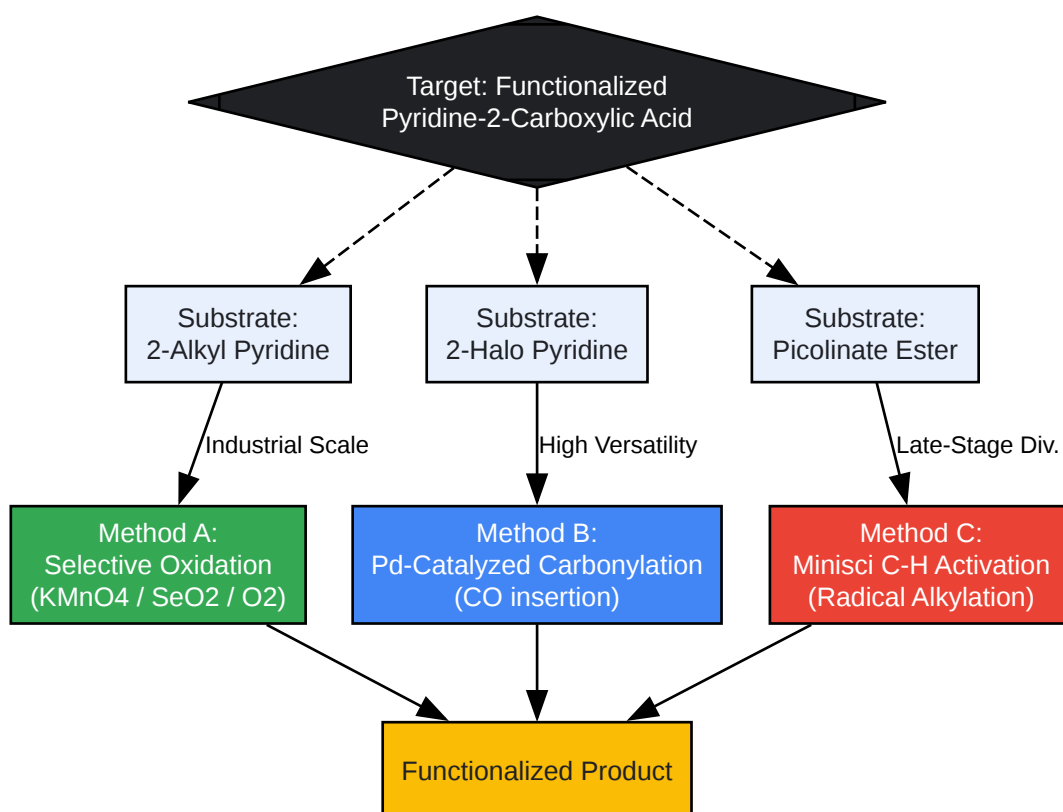 Target: Functionalized
Pyridine-2-Carboxylic Acid
Substrate:
2-Alkyl Pyridine
Substrate:
2-Halo Pyridine
Substrate:
Picolinate Ester
Industrial Scale
High Versatility
Late-Stage Div.
Method A:
Selective Oxidation
(KMnO4 / SeO2 / O2)
Method B:
Pd-Catalyzed Carbonylation
(CO insertion)
Method C:
Minisci C-H Activation
(Radical Alkylation)
Functionalized Product